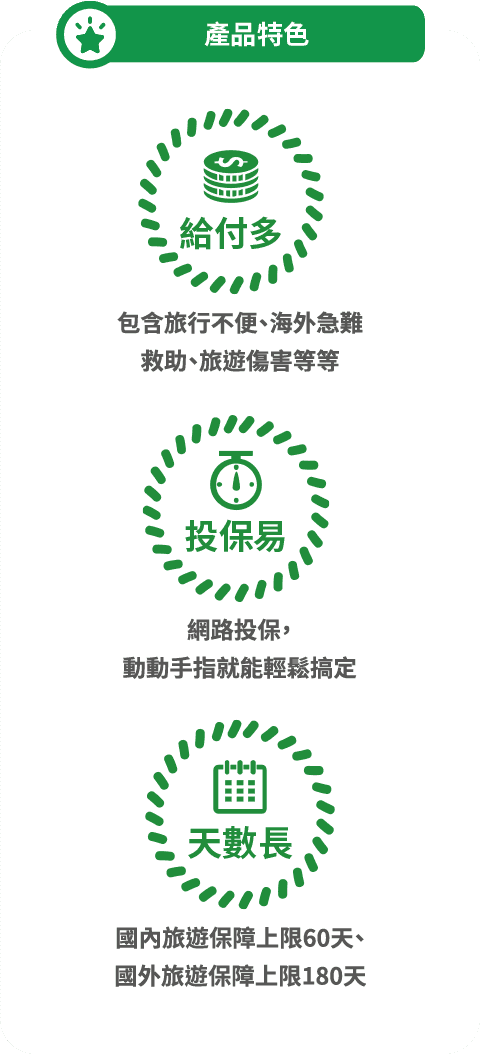 產品特色
給付多
包含旅行不便、海外急難
救助、旅遊傷害等等
投保易
網路投保，
動動手指就能輕鬆搞定
天數長
國內旅遊保障上限60天、
國外旅遊保障上限180天